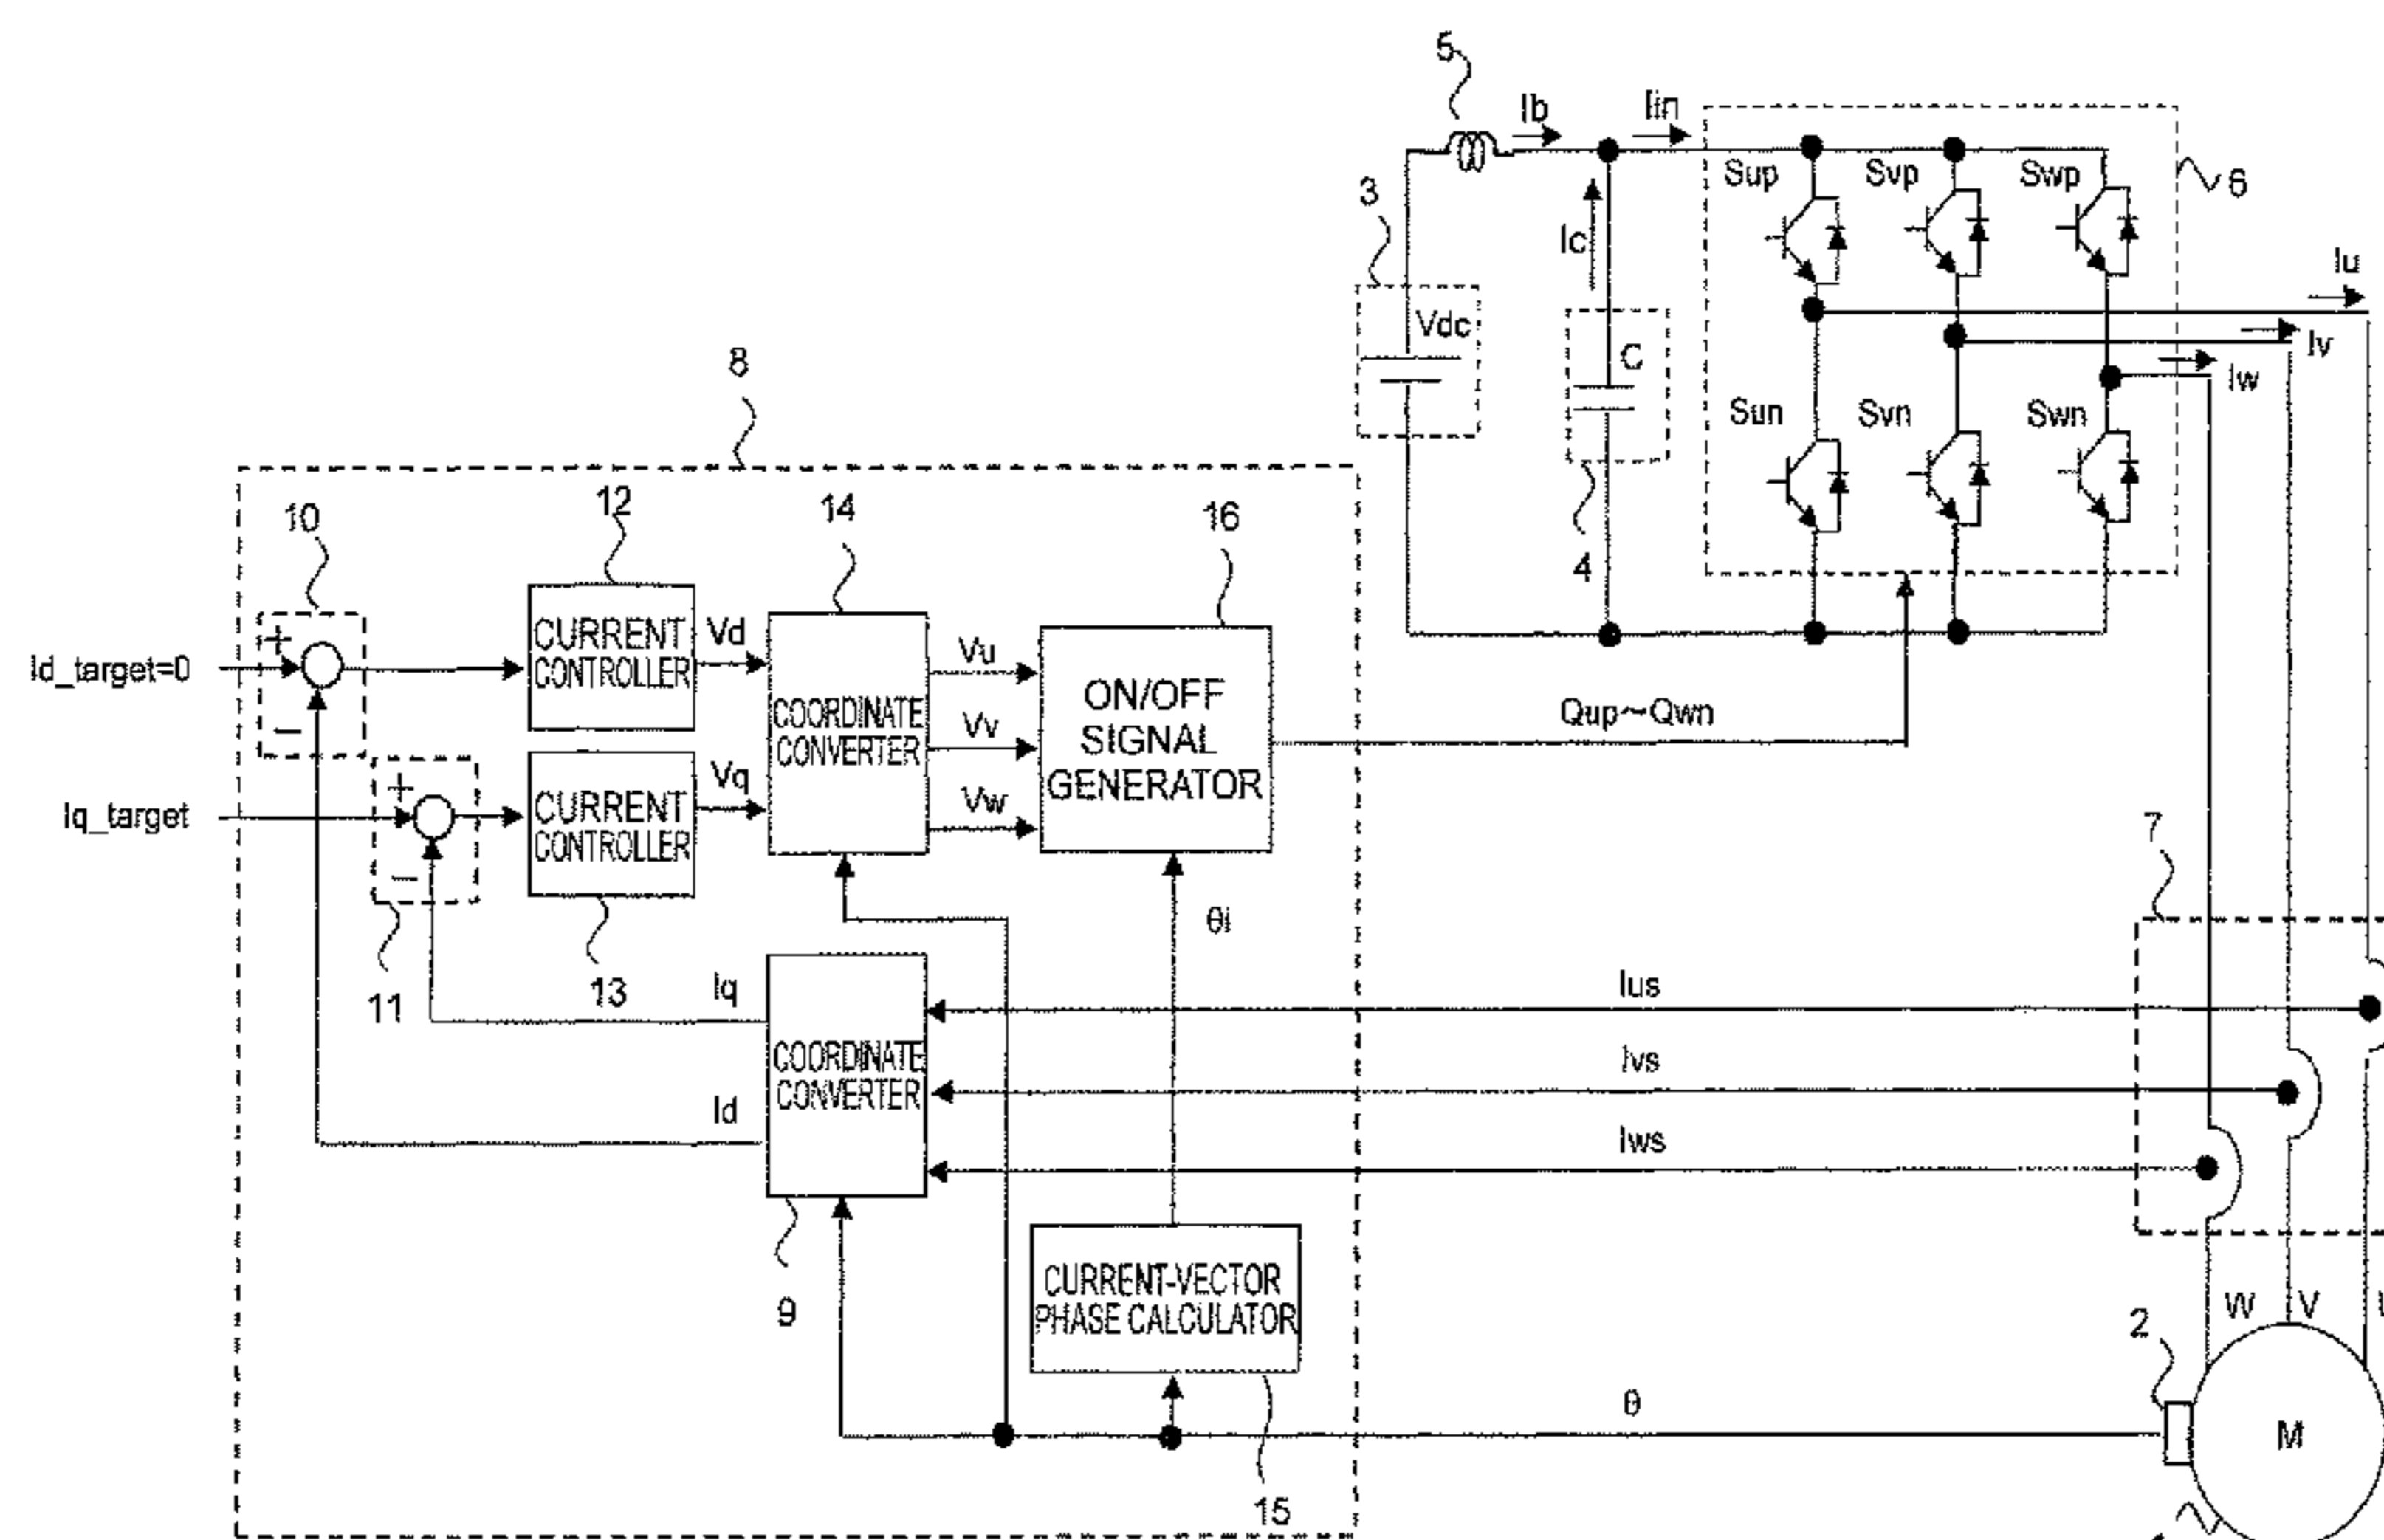 5
Ib
Iin
3
Sup
Svp
Swp
6
Ic
Iu
Vdc
C
Iv
Iw
8
Sun
Svn
Swn
10
12
14
16
4
+
CURRENT
CONTROLLER
Vd
Vu
Id_target=0
COORDINATE
CONVERTER
ON/OFF
SIGNAL
GENERATOR
Qup~Qwn
−
Vv
+
Vq
Iq_target
CURRENT
CONTROLLER
Vw
7
−
θi
11
13
Iq
Ius
COORDINATE
CONVERTER
Ivs
Id
Iws
9
CURRENT-VECTOR
PHASE CALCULATOR
W
V
2
θ
M
15